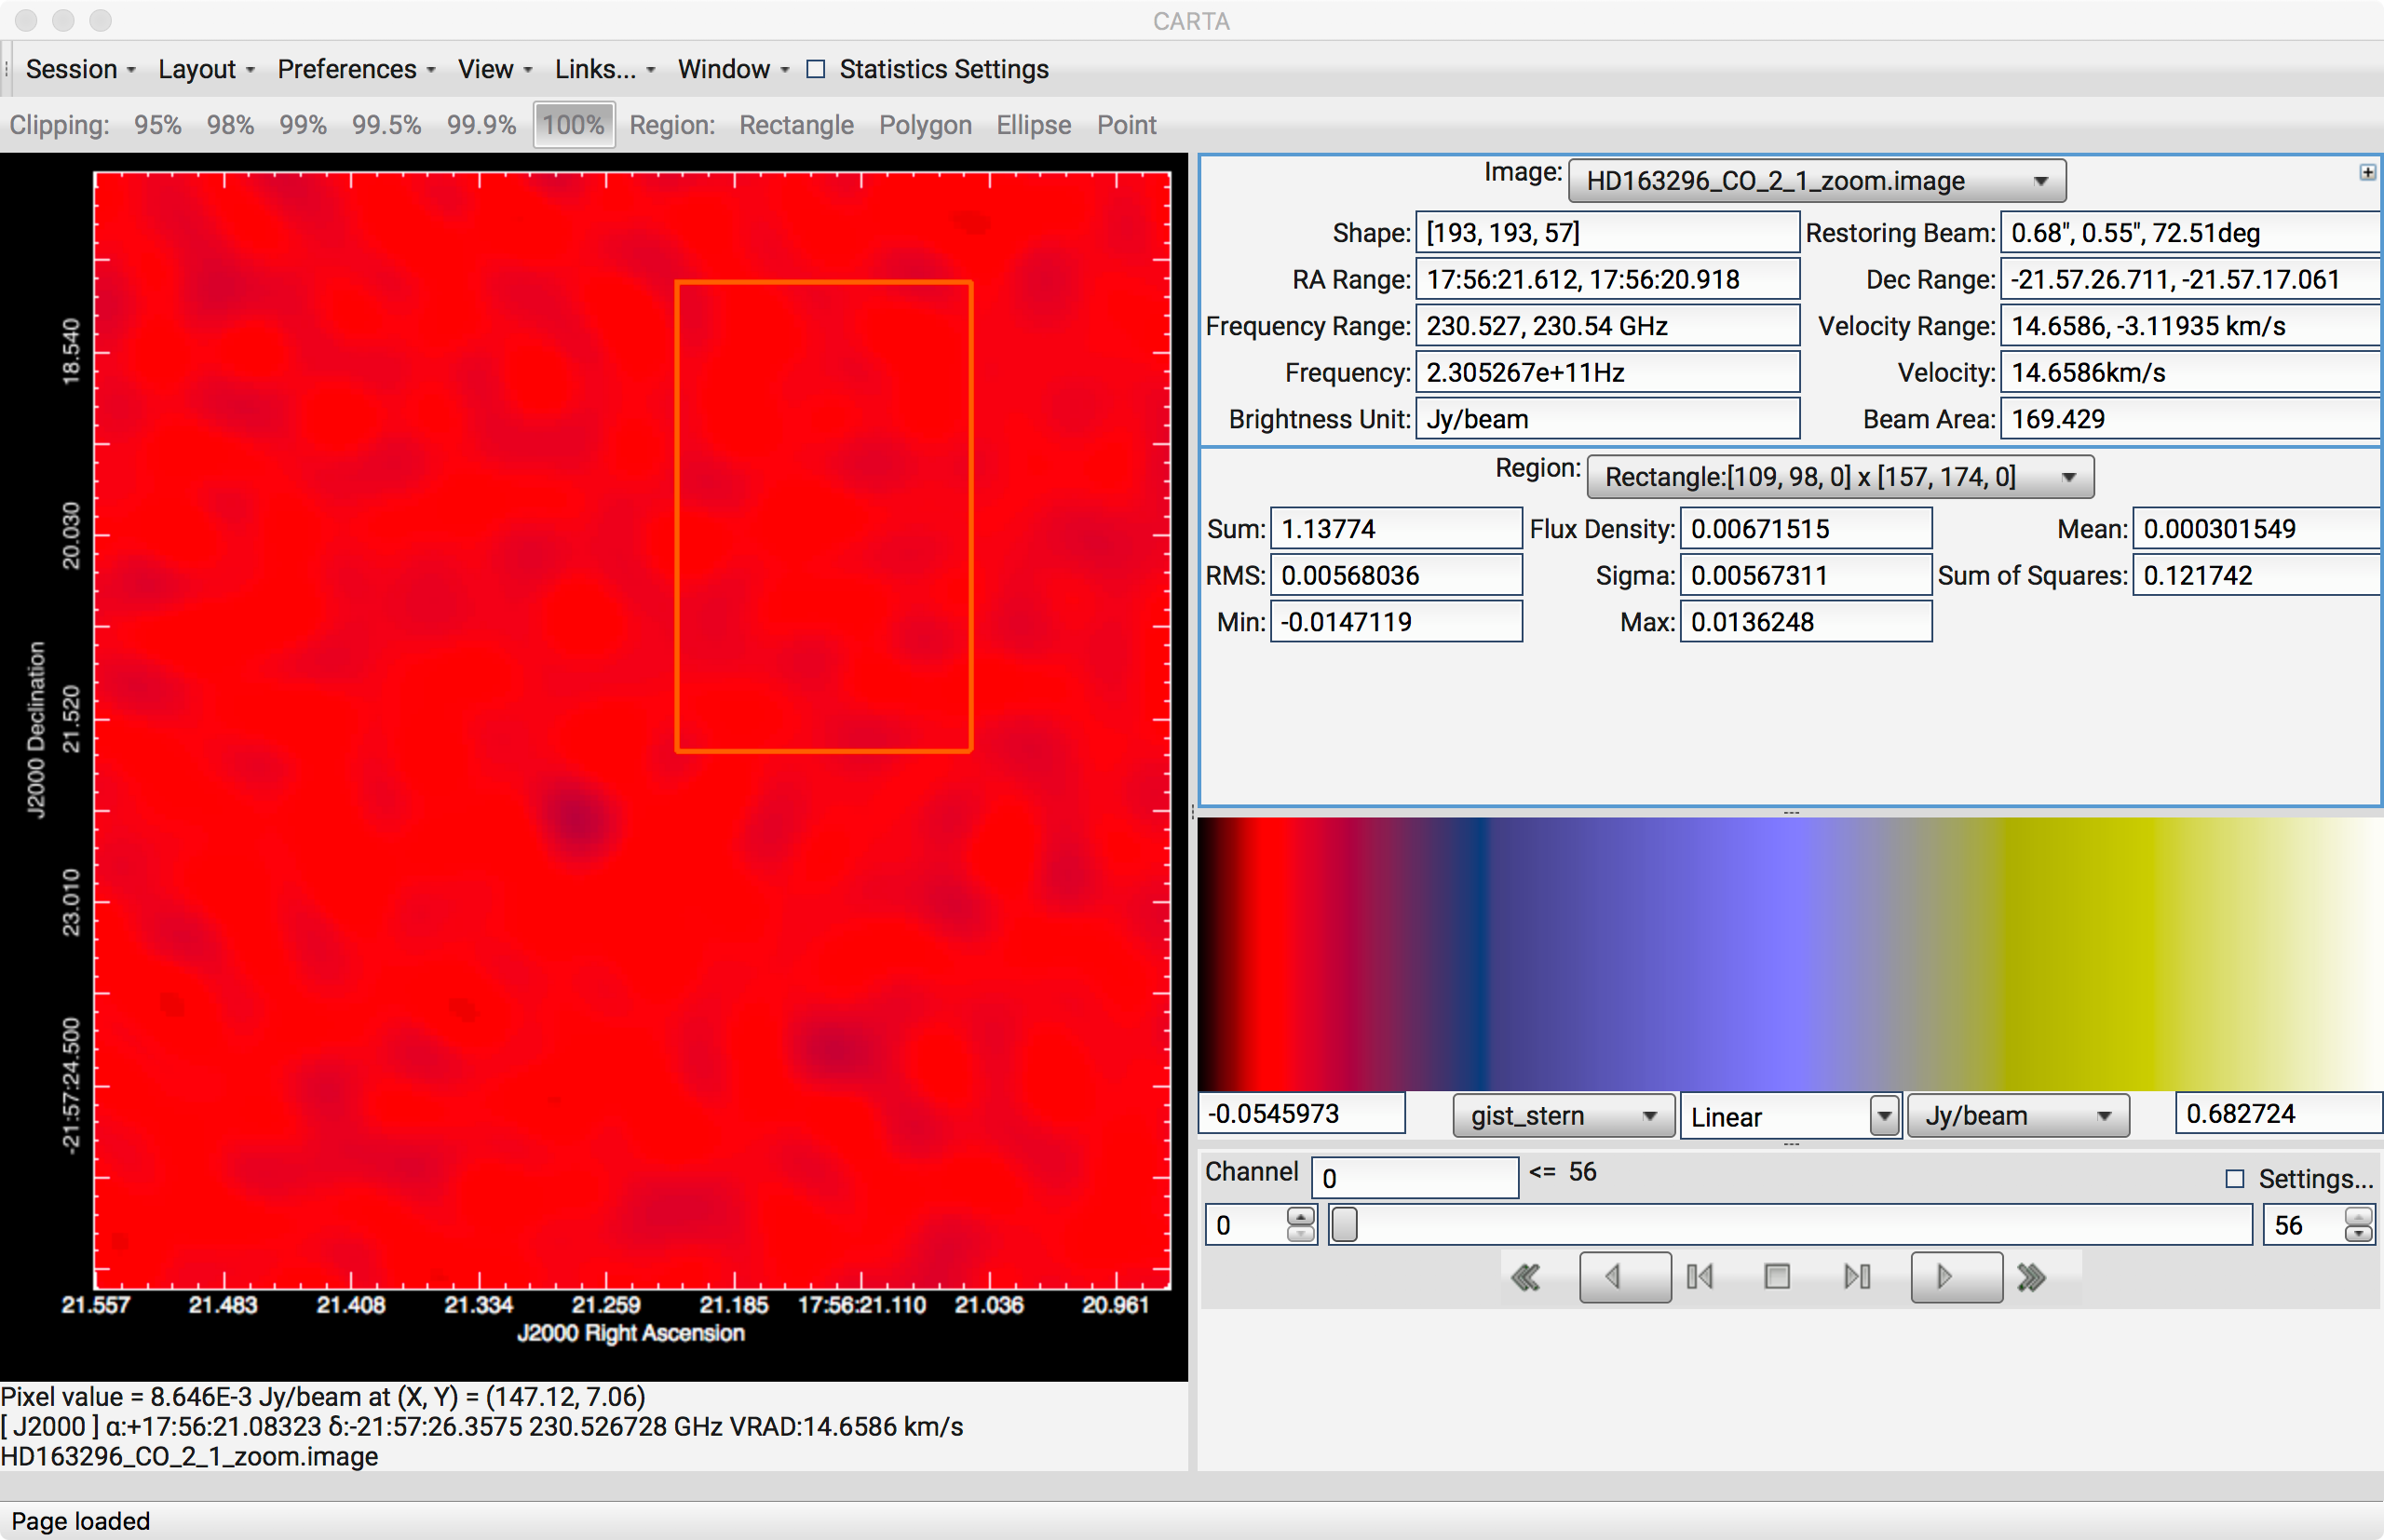 CARTA
Session Layout Preferences View Links... Window Statistics Settings
Clipping: 95% 98% 99% 99.5% 99.9% 100% Region: Rectangle Polygon Ellipse Point
J2000 Declination
18.540
20.030
21.520
23.010
-21:57:24.500
21.557 21.483 21.408 21.334 21.259 21.185 17:56:21.110 21.036 20.961
J2000 Right Ascension
Pixel value = 8.646E-3 Jy/beam at (X, Y) = (147.12, 7.06)
[ J2000 ] α:+17:56:21.08323 δ:-21:57:26.3575 230.526728 GHz VRAD:14.6586 km/s
HD163296_CO_2_1_zoom.image
Image: HD163296_CO_2_1_zoom.image
Shape: [193, 193, 57] Restoring Beam: 0.68", 0.55", 72.51deg
RA Range: 17:56:21.612, 17:56:20.918 Dec Range: -21.57.26.711, -21.57.17.061
Frequency Range: 230.527, 230.54 GHz Velocity Range: 14.6586, -3.11935 km/s
Frequency: 2.305267e+11Hz Velocity: 14.6586km/s
Brightness Unit: Jy/beam Beam Area: 169.429
Region: Rectangle:[109, 98, 0] x [157, 174, 0]
Sum: 1.13774 Flux Density: 0.00671515 Mean: 0.000301549
RMS: 0.00568036 Sigma: 0.00567311 Sum of Squares: 0.121742
Min: -0.0147119 Max: 0.0136248
-0.0545973 gist_stern Linear Jy/beam 0.682724
Channel 0 <= 56 Settings...
0 56
Page loaded